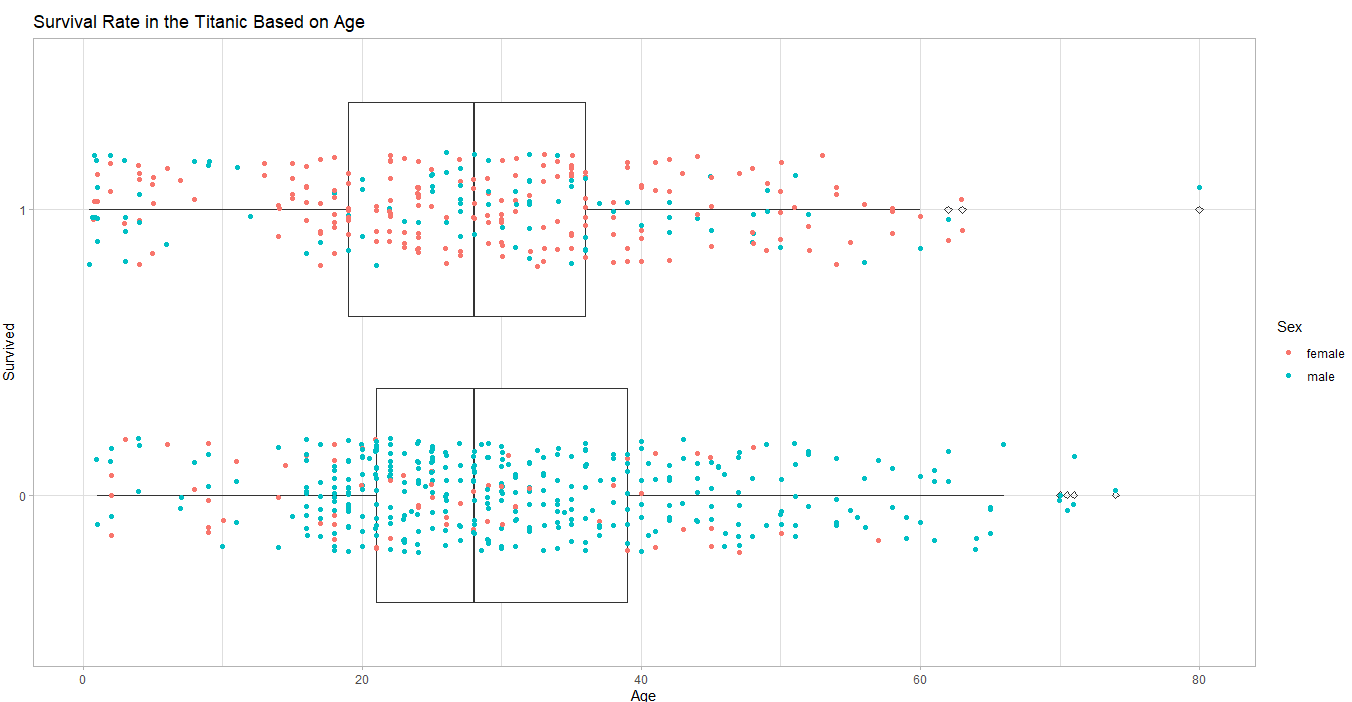 Survival Rate in the Titanic Based on Age
Survived
1
0
0
20
40
60
80
Age
Sex
female
male